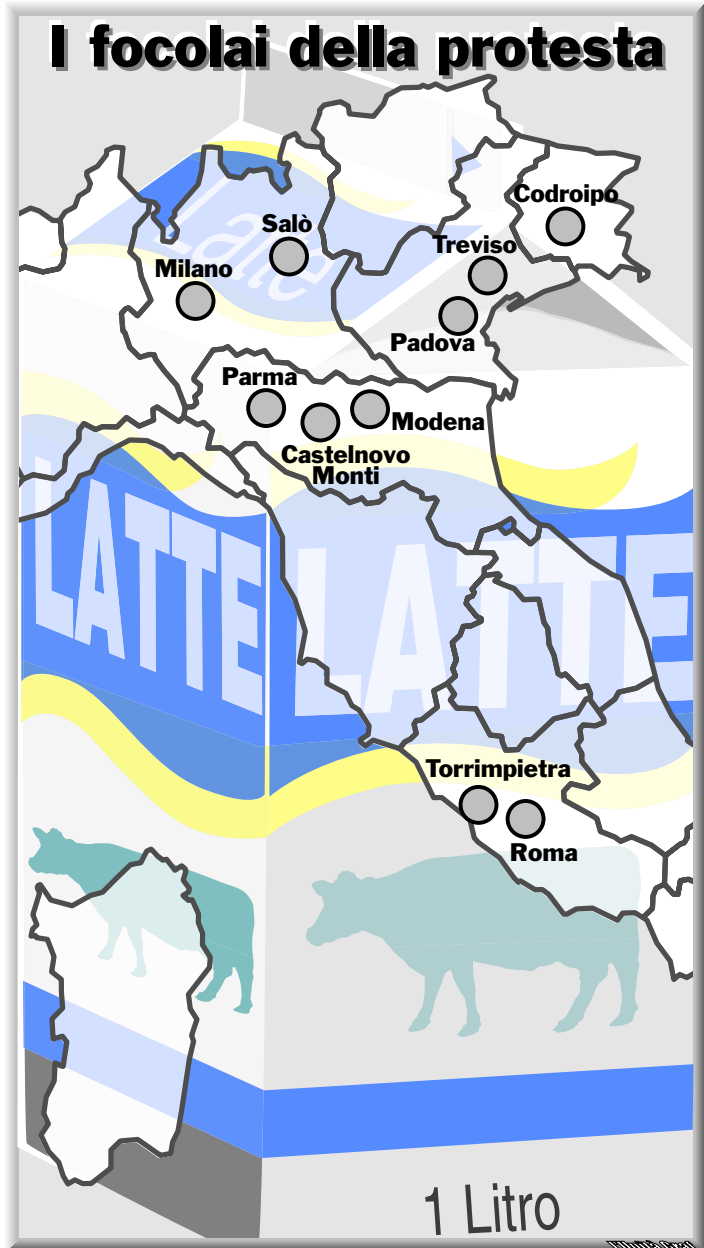 I focolai della protesta
Codroipo
Salò
Treviso
Milano
Padova
Parma
Modena
Castelnovo
Monti
Latte
LATTE
LATTE
Torrimpietra
Roma
1 Litro